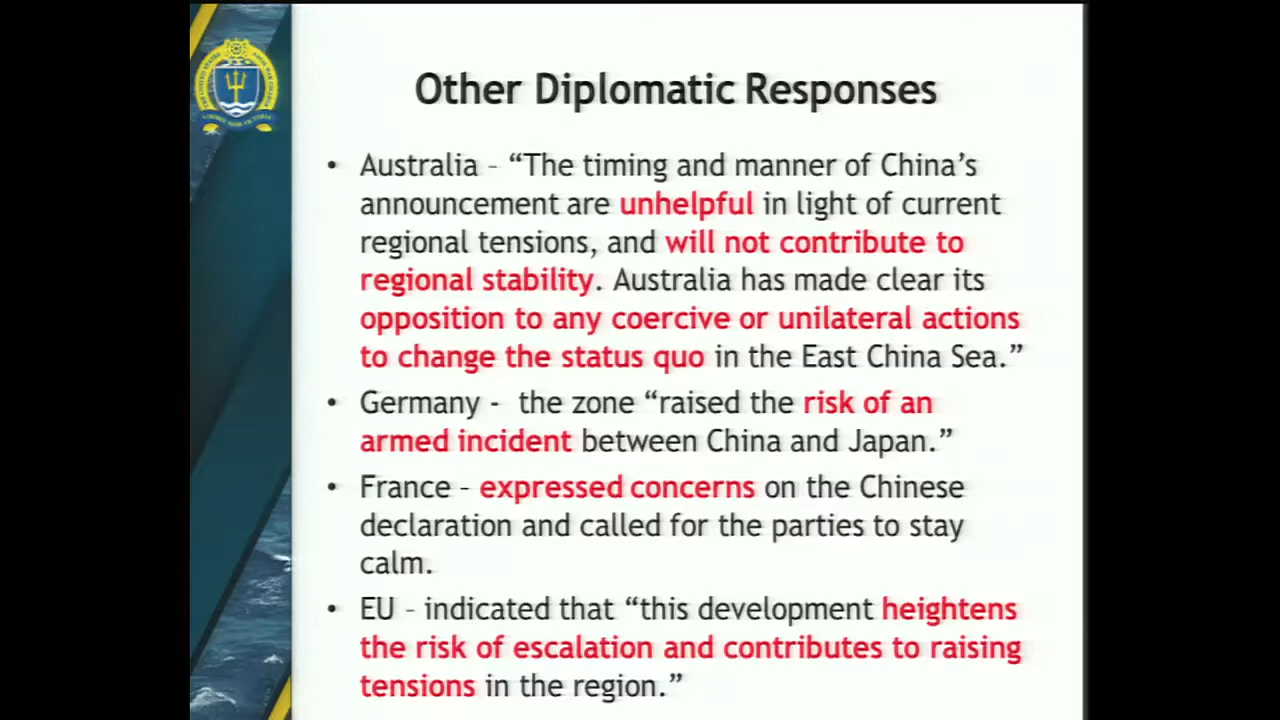 Other Diplomatic Responses
• Australia – “The timing and manner of China’s
announcement are unhelpful in light of current
regional tensions, and will not contribute to
regional stability. Australia has made clear its
opposition to any coercive or unilateral actions
to change the status quo in the East China Sea.”
• Germany - the zone “raised the risk of an
armed incident between China and Japan.”
• France – expressed concerns on the Chinese
declaration and called for the parties to stay
calm.
• EU – indicated that “this development heightens
the risk of escalation and contributes to raising
tensions in the region.”